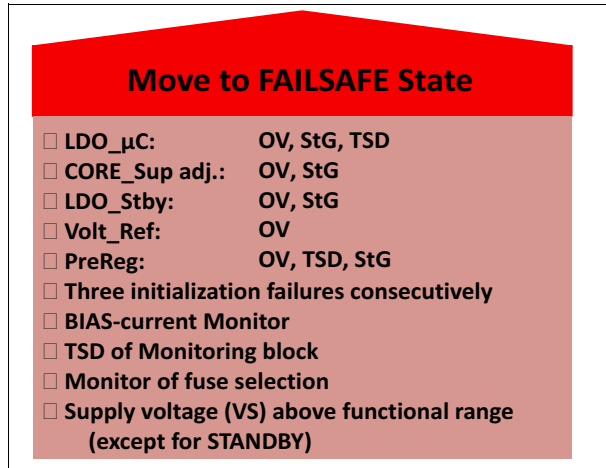 Move to FAILSAFE State
□ LDO_µC: OV, StG, TSD
□ CORE_Sup adj.: OV, StG
□ LDO_Stby: OV, StG
□ Volt_Ref: OV
□ PreReg: OV, TSD, StG
□ Three initialization failures consecutively
□ BIAS-current Monitor
□ TSD of Monitoring block
□ Monitor of fuse selection
□ Supply voltage (VS) above functional range
(except for STANDBY)